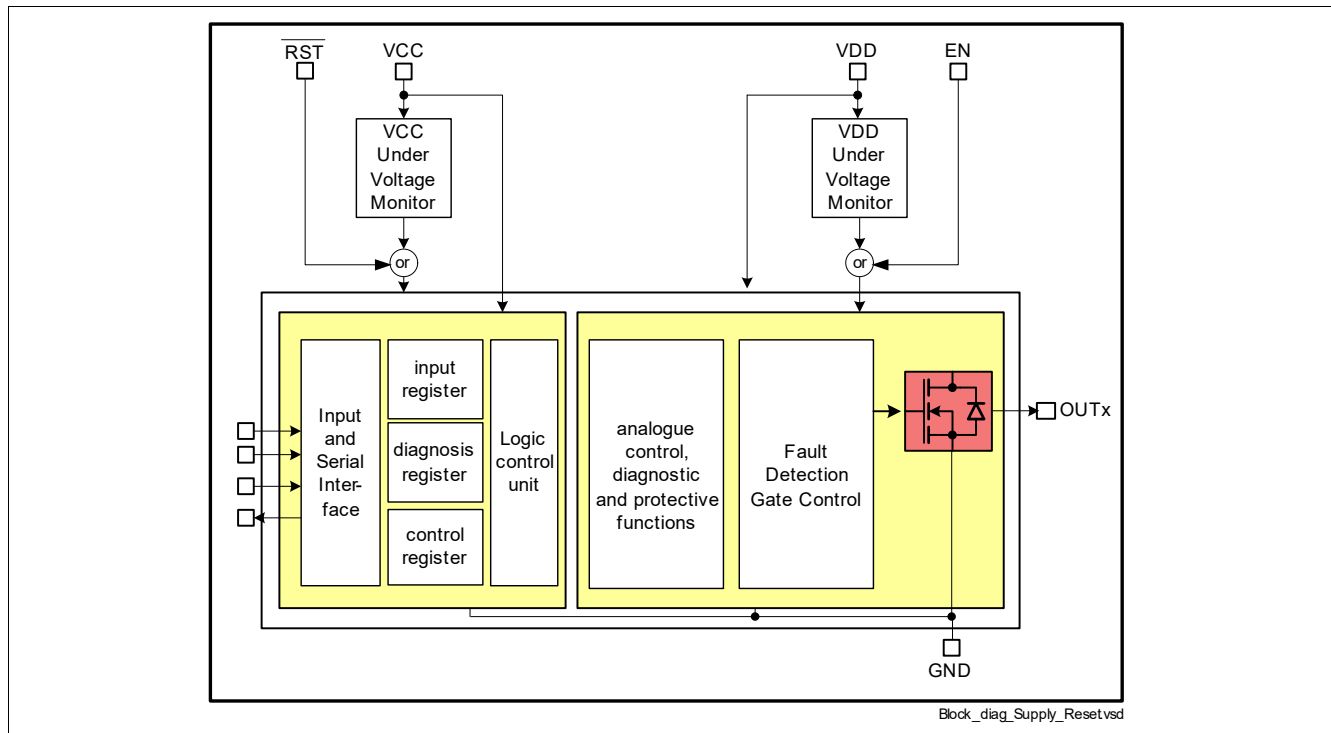 RST
VCC
VDD
EN
VCC
Under
Voltage
Monitor
VDD
Under
Voltage
Monitor
or
or
Input
and
Serial
Inter-
face
input
register
diagnosis
register
control
register
Logic
control
unit
analogue
control,
diagnostic
and protective
functions
Fault
Detection
Gate Control
OUTx
GND
Block_diag_Supply_Reset.vsd